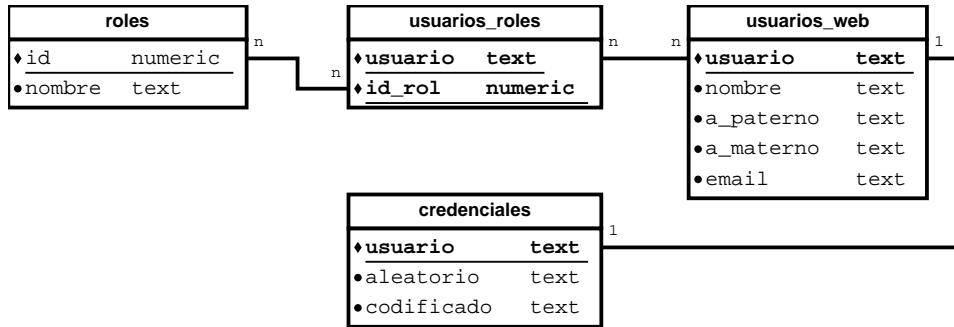 roles
id numeric
nombre text
n
n
usuarios_roles
usuario text
id_rol numeric
n
n
usuarios_web
usuario text
nombre text
a_paterno text
a_materno text
email text
1
credenciales
usuario text
aleatorio text
codificado text
1